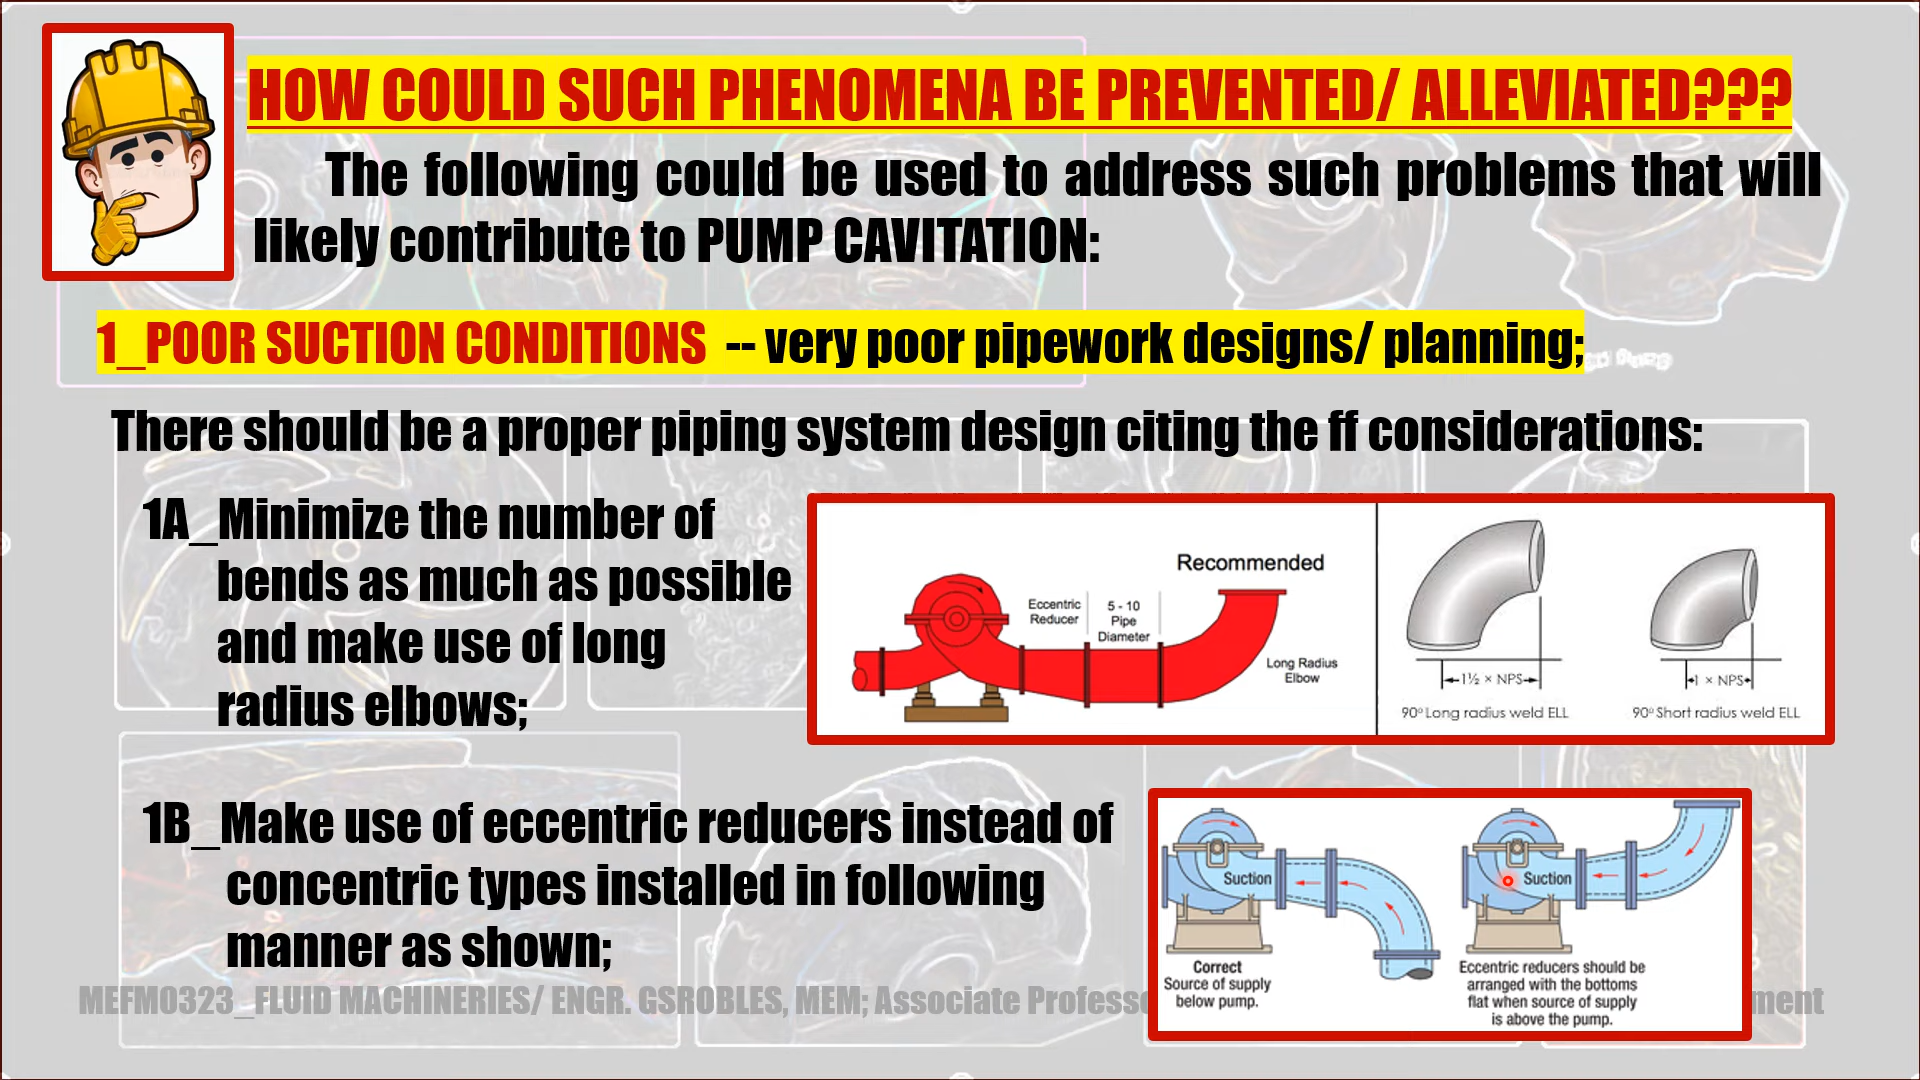 HOW COULD SUCH PHENOMENA BE PREVENTED/ ALLEVIATED???
The following could be used to address such problems that will
likely contribute to PUMP CAVITATION:
1_POOR SUCTION CONDITIONS -- very poor pipework designs/ planning;
There should be a proper piping system design citing the ff considerations:
1A_Minimize the number of
bends as much as possible
and make use of long
radius elbows;
Recommended
Eccentric
Reducer
5 - 10
Pipe
Diameter
Long Radius
Elbow
1½ × NPS
90° Long radius weld ELL
1 × NPS
90° Short radius weld ELL
1B_Make use of eccentric reducers instead of
concentric types installed in following
manner as shown;
Suction
Correct
Source of supply
below pump.
Suction
Eccentric reducers should be
arranged with the bottoms
flat when source of supply
is above the pump.
MEFM0323_FLUID MACHINERIES/ ENGR. GSROBLES, MEM; Associate